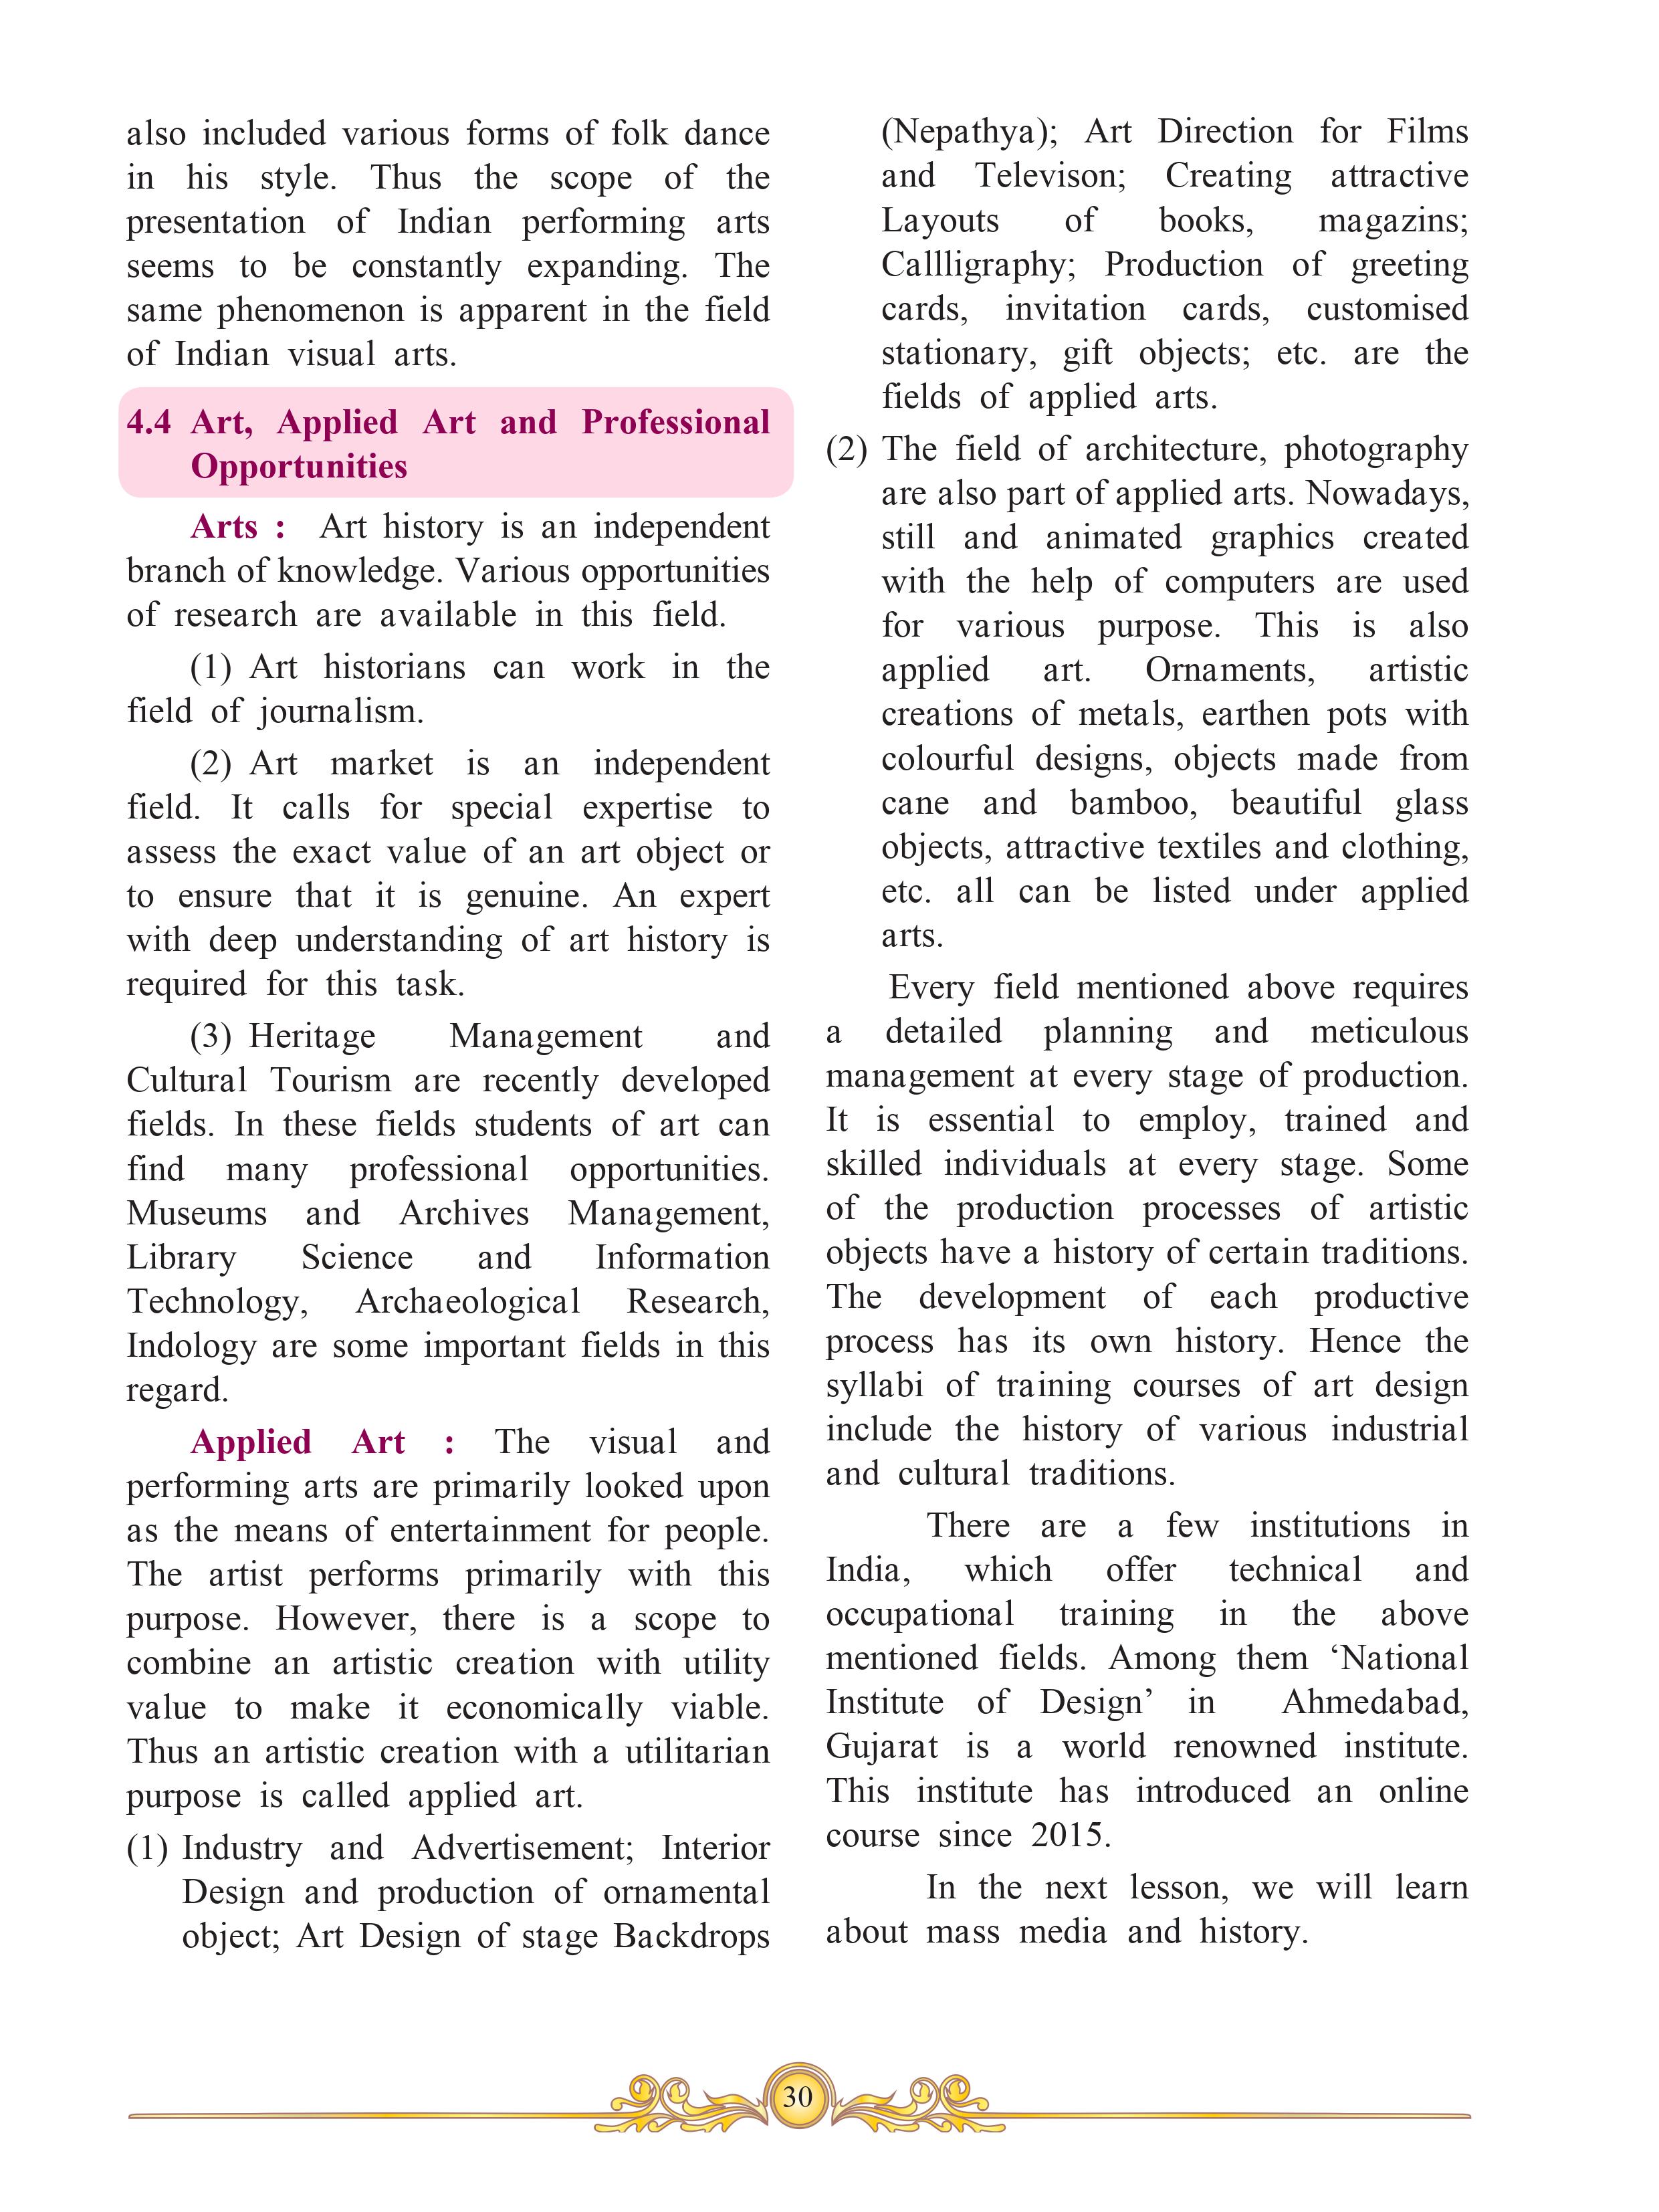 also included various forms of folk dance
in his style. Thus the scope of the
presentation of Indian performing arts
seems to be constantly expanding. The
same phenomenon is apparent in the field
of Indian visual arts.
4.4 Art, Applied Art and Professional
Opportunities
Arts : Art history is an independent
branch of knowledge. Various opportunities
of research are available in this field.
(1) Art historians can work in the
field of journalism.
(2) Art market is an independent
field. It calls for special expertise to
assess the exact value of an art object or
to ensure that it is genuine. An expert
with deep understanding of art history is
required for this task.
(3) Heritage Management and
Cultural Tourism are recently developed
fields. In these fields students of art can
find many professional opportunities.
Museums and Archives Management,
Library Science and Information
Technology, Archaeological Research,
Indology are some important fields in this
regard.
Applied Art : The visual and
performing arts are primarily looked upon
as the means of entertainment for people.
The artist performs primarily with this
purpose. However, there is a scope to
combine an artistic creation with utility
value to make it economically viable.
Thus an artistic creation with a utilitarian
purpose is called applied art.
(1) Industry and Advertisement; Interior
Design and production of ornamental
object; Art Design of stage Backdrops
(Nepathya); Art Direction for Films
and Televison; Creating attractive
Layouts of books, magazins;
Callligraphy; Production of greeting
cards, invitation cards, customised
stationary, gift objects; etc. are the
fields of applied arts.
(2) The field of architecture, photography
are also part of applied arts. Nowadays,
still and animated graphics created
with the help of computers are used
for various purpose. This is also
applied art. Ornaments, artistic
creations of metals, earthen pots with
colourful designs, objects made from
cane and bamboo, beautiful glass
objects, attractive textiles and clothing,
etc. all can be listed under applied
arts.
Every field mentioned above requires
a detailed planning and meticulous
management at every stage of production.
It is essential to employ, trained and
skilled individuals at every stage. Some
of the production processes of artistic
objects have a history of certain traditions.
The development of each productive
process has its own history. Hence the
syllabi of training courses of art design
include the history of various industrial
and cultural traditions.
There are a few institutions in
India, which offer technical and
occupational training in the above
mentioned fields. Among them ‘National
Institute of Design’ in Ahmedabad,
Gujarat is a world renowned institute.
This institute has introduced an online
course since 2015.
In the next lesson, we will learn
about mass media and history.
30